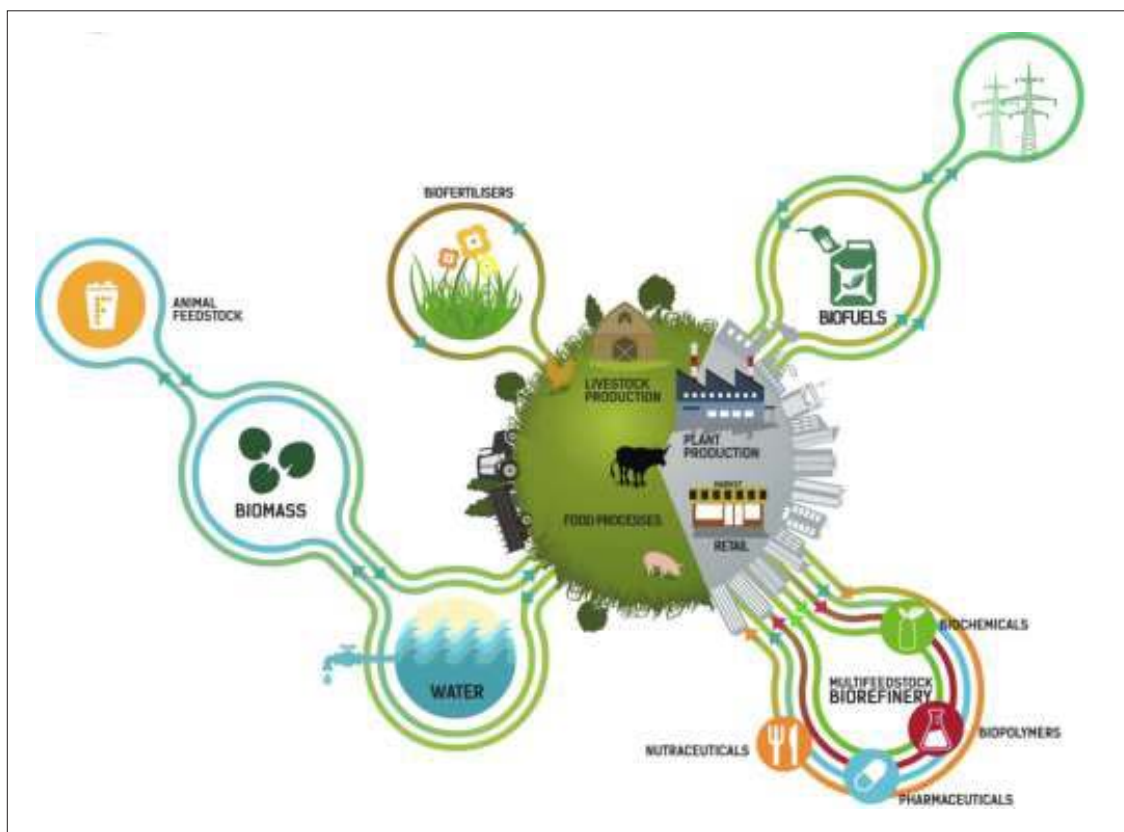 BIOFERTILISERS
ANIMAL
FEEDSTOCK
BIOFUELS
LIVESTOCK
PRODUCTION
PLANT
PRODUCTION
BIOMASS
MARKET
FOOD PROCESSES
RETAIL
WATER
BIOCHEMICALS
MULTIFEEDSTOCK
BIOREFINERY
NUTRACEUTICALS
BIOPOLYMERS
PHARMACEUTICALS